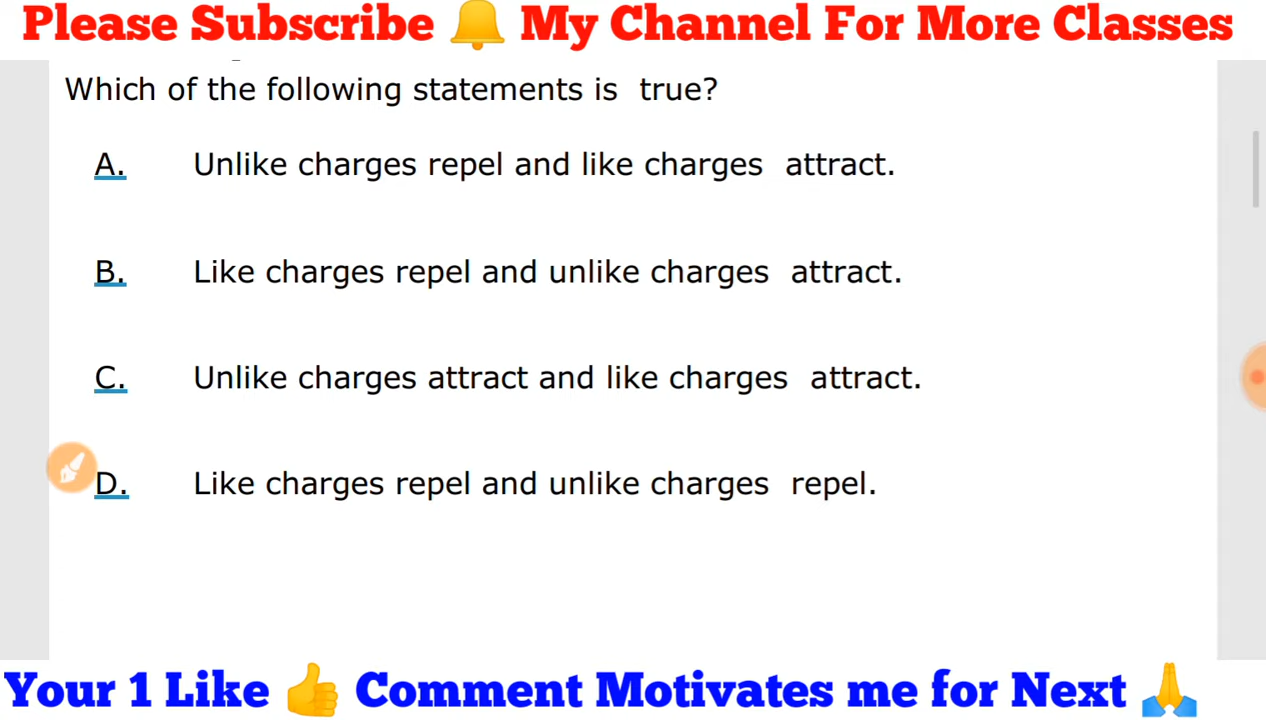 Please Subscribe 🔔 My Channel For More Classes
Which of the following statements is true?
A. Unlike charges repel and like charges attract.
B. Like charges repel and unlike charges attract.
C. Unlike charges attract and like charges attract.
D. Like charges repel and unlike charges repel.
Your 1 Like 👍 Comment Motivates me for Next 🙏